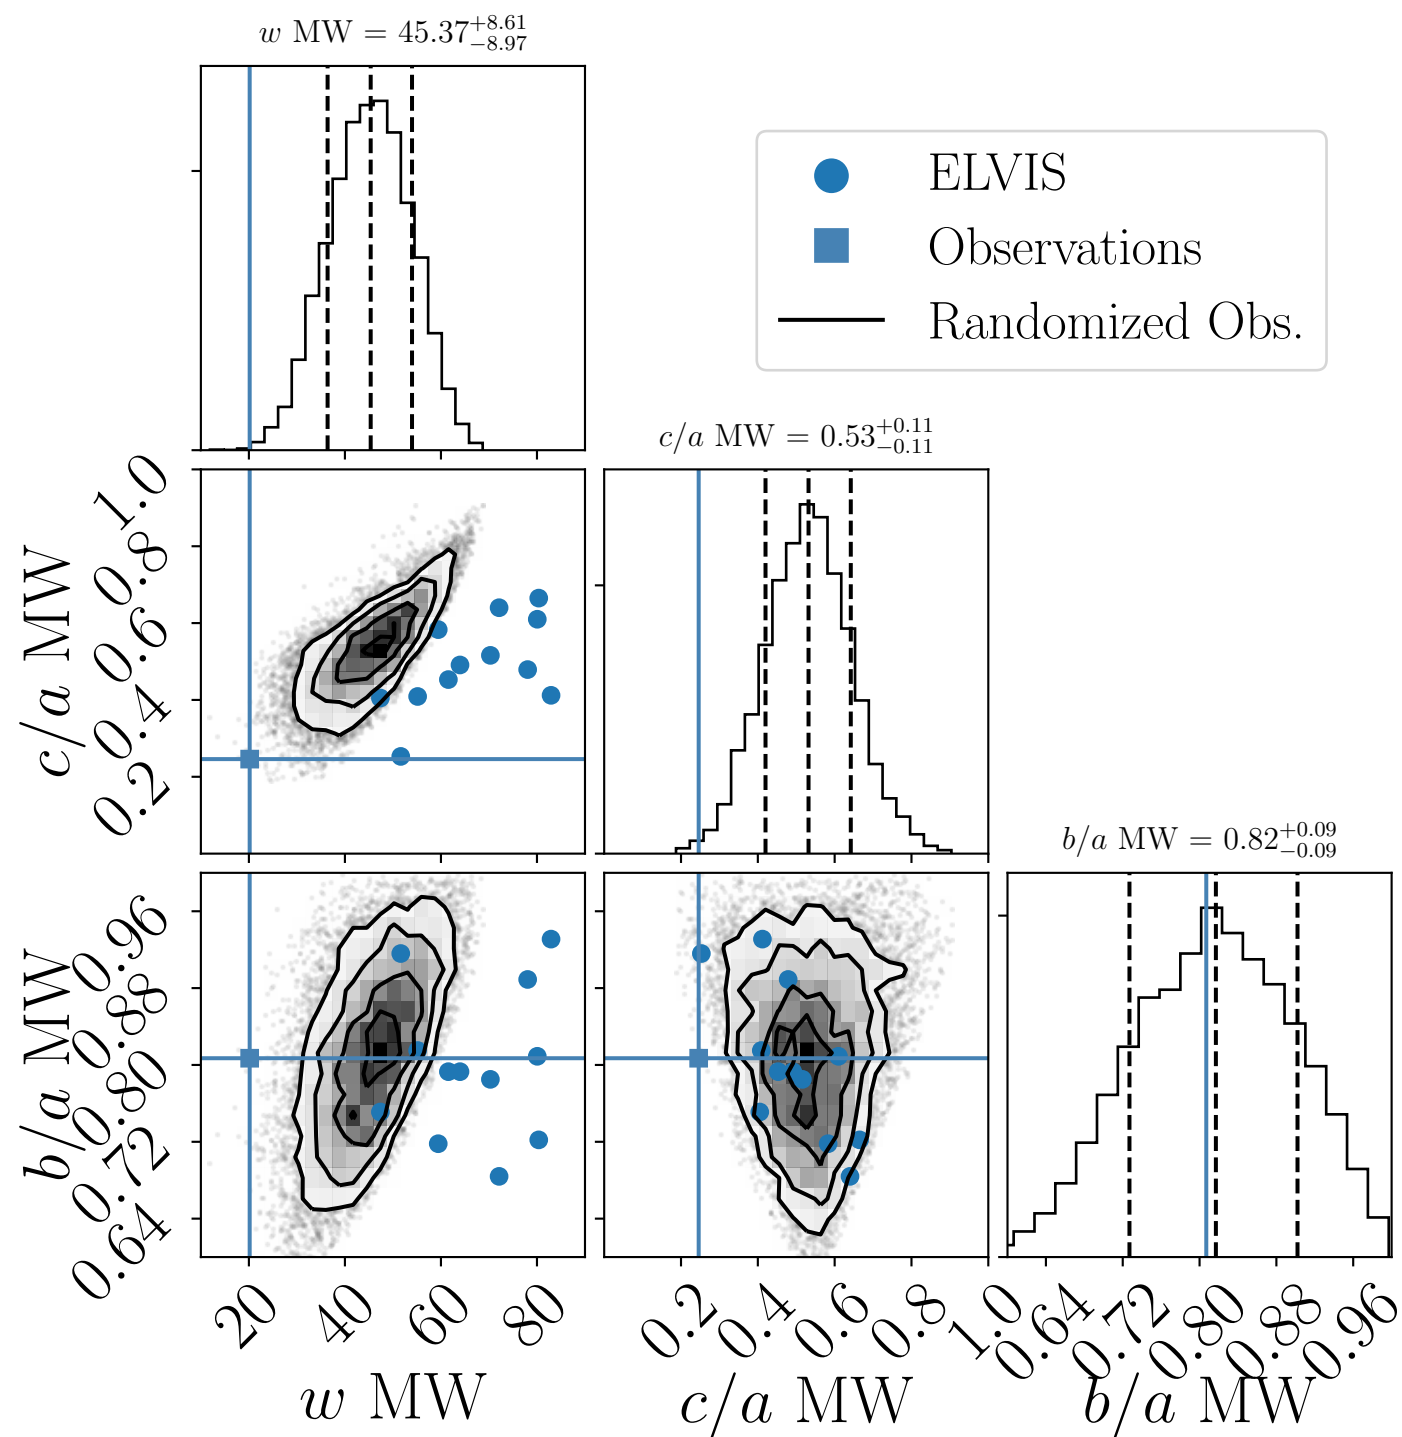 w MW = 45.37 +8.61 −8.97
ELVIS
Observations
Randomized Obs.
c/a MW = 0.53 +0.11 −0.11
b/a MW = 0.82 +0.09 −0.09
c/a MW
1.0
0.8
0.6
0.4
0.2
b/a MW
0.96
0.88
0.80
0.72
0.64
20 40 60 80
0.2 0.4 0.6 0.8 1.0
0.64 0.72 0.80 0.88 0.96
w MW
c/a MW
b/a MW